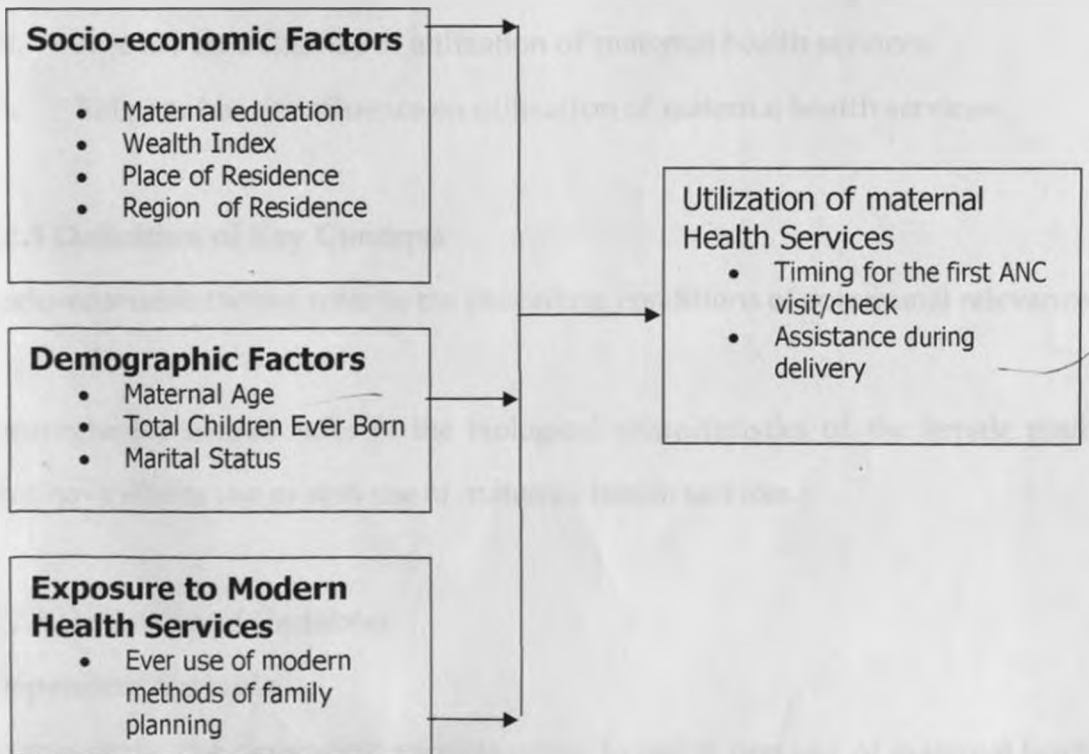 Socio-economic Factors
• Maternal education
• Wealth Index
• Place of Residence
• Region of Residence
Demographic Factors
• Maternal Age
• Total Children Ever Born
• Marital Status
Exposure to Modern
Health Services
• Ever use of modern
methods of family
planning
Utilization of maternal
Health Services
• Timing for the first ANC
visit/check
• Assistance during
delivery